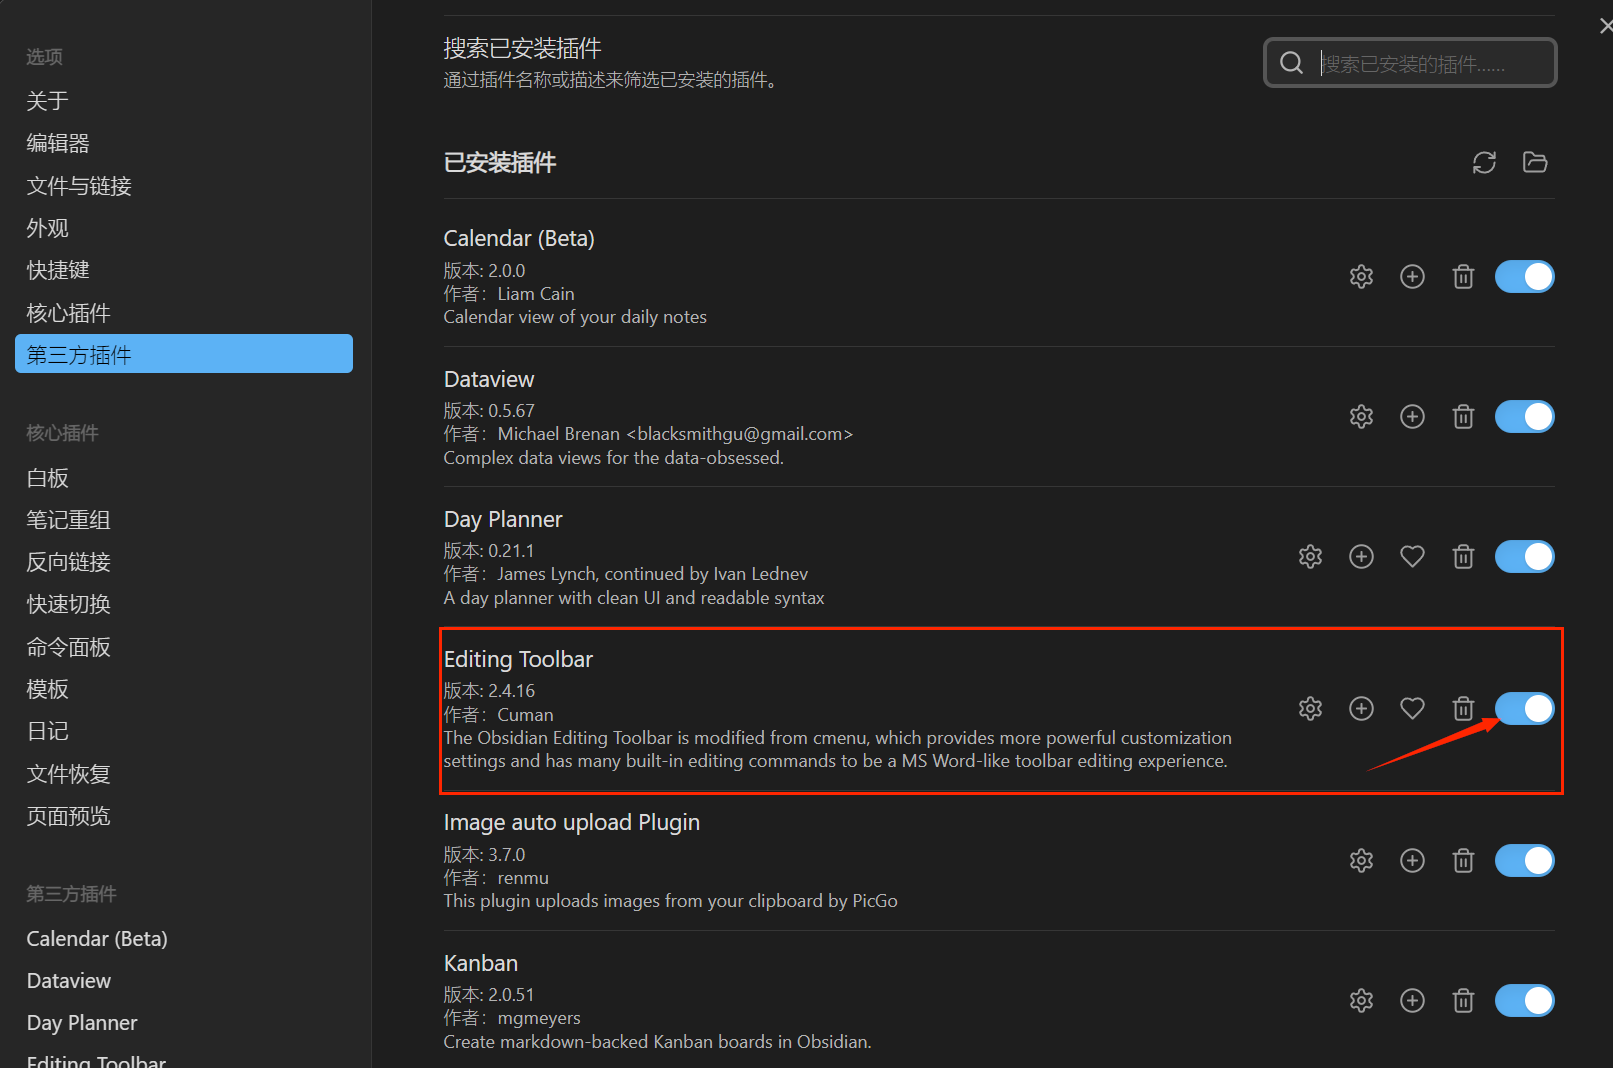 选项
关于
编辑器
文件与链接
外观
快捷键
核心插件
第三方插件
核心插件
白板
笔记重组
反向链接
快速切换
命令面板
模板
日记
文件恢复
页面预览
第三方插件
Calendar (Beta)
Dataview
Day Planner
Editing Toolbar
搜索已安装插件
通过插件名称或描述来筛选已安装的插件。
搜索已安装的插件......
已安装插件
Calendar (Beta)
版本: 2.0.0
作者： Liam Cain
Calendar view of your daily notes
Dataview
版本: 0.5.67
作者： Michael Brenan <blacksmithgu@gmail.com>
Complex data views for the data-obsessed.
Day Planner
版本: 0.21.1
作者： James Lynch, continued by Ivan Lednev
A day planner with clean UI and readable syntax
Editing Toolbar
版本: 2.4.16
作者： Cuman
The Obsidian Editing Toolbar is modified from cmenu, which provides more powerful customization
settings and has many built-in editing commands to be a MS Word-like toolbar editing experience.
Image auto upload Plugin
版本: 3.7.0
作者： renmu
This plugin uploads images from your clipboard by PicGo
Kanban
版本: 2.0.51
作者： mgmeyers
Create markdown-backed Kanban boards in Obsidian.